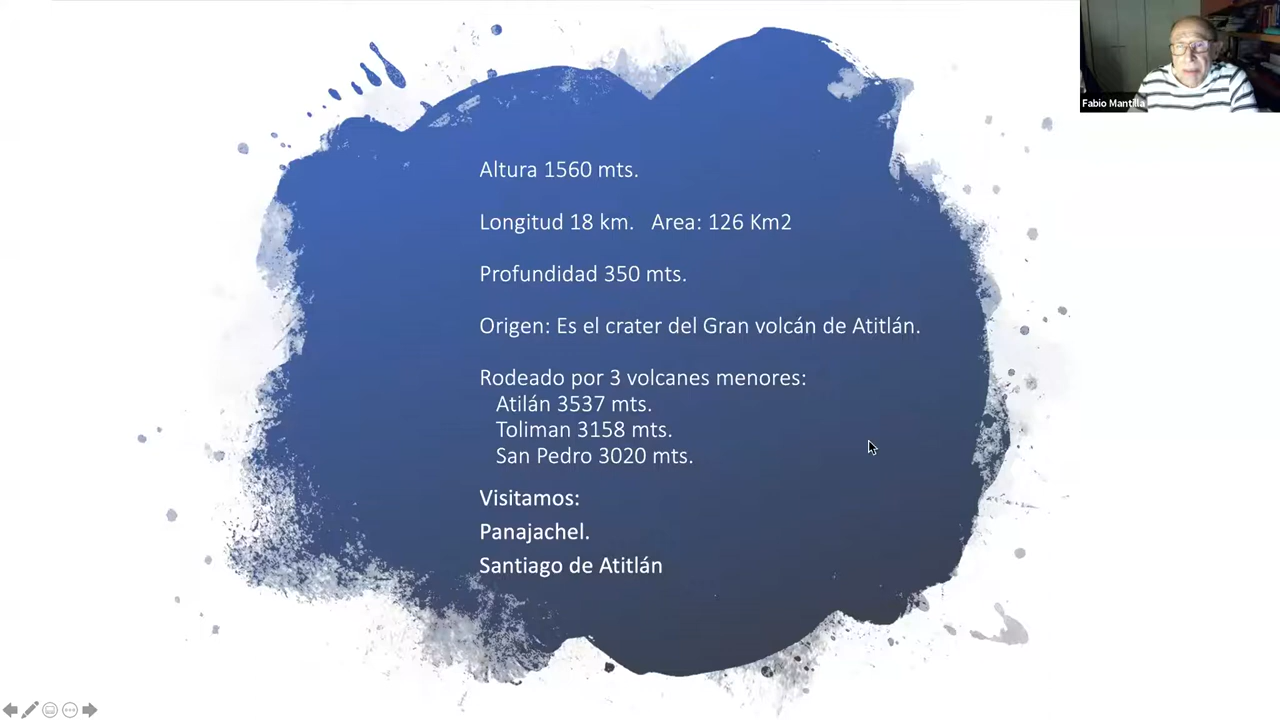 Fabio Mantilla
Altura 1560 mts.
Longitud 18 km. Area: 126 Km2
Profundidad 350 mts.
Origen: Es el crater del Gran volcán de Atitlán.
Rodeado por 3 volcanes menores:
Atilán 3537 mts.
Toliman 3158 mts.
San Pedro 3020 mts.
Visitamos:
Panajachel.
Santiago de Atitlán